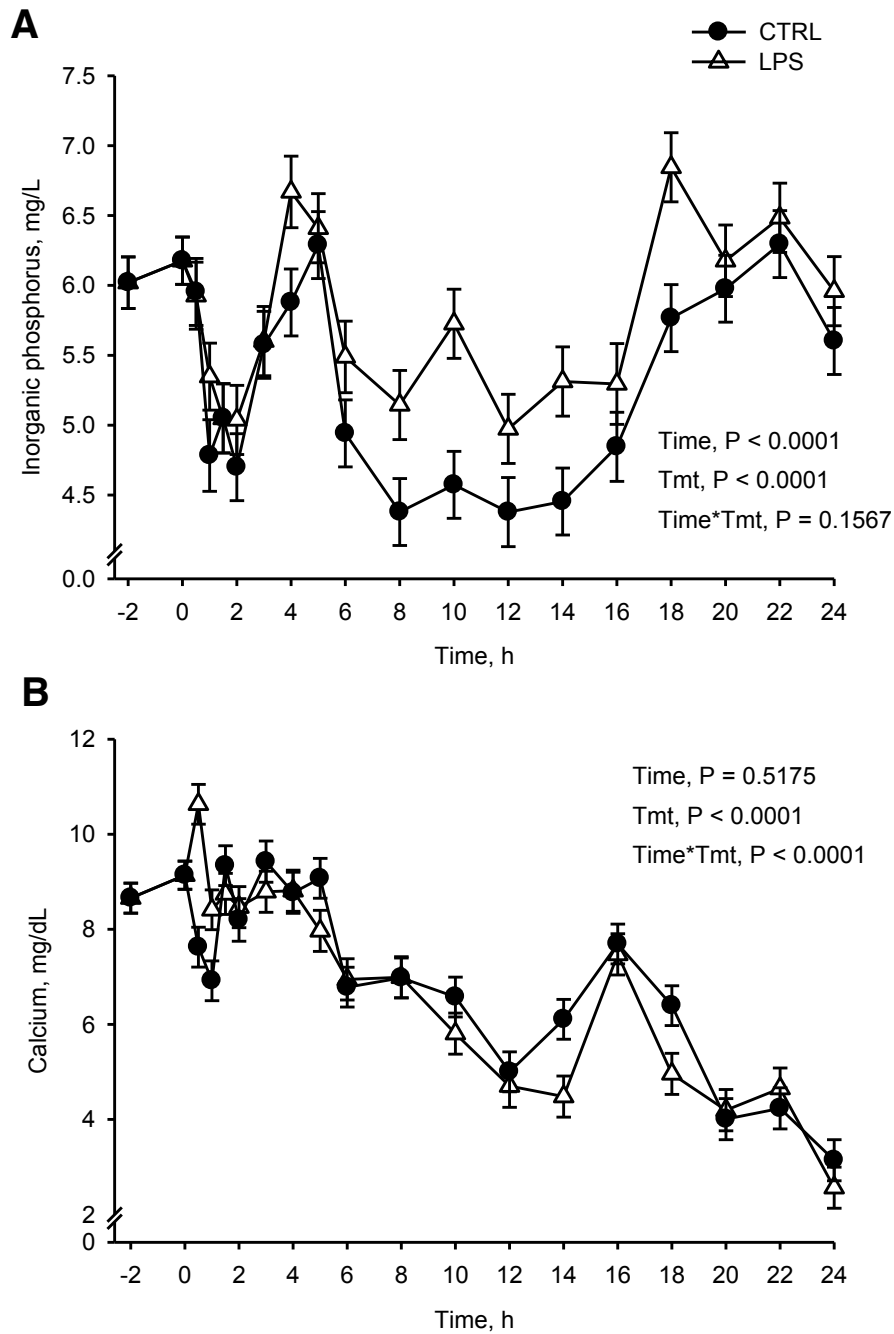 A
CTRL
LPS
7.5
7.0
6.5
6.0
5.5
5.0
4.5
0.0
Inorganic phosphorus, mg/L
Time, P < 0.0001
Tmt, P < 0.0001
Time*Tmt, P = 0.1567
-2 0 2 4 6 8 10 12 14 16 18 20 22 24
Time, h
B
12
10
8
6
4
2
0
Calcium, mg/dL
Time, P = 0.5175
Tmt, P < 0.0001
Time*Tmt, P < 0.0001
-2 0 2 4 6 8 10 12 14 16 18 20 22 24
Time, h